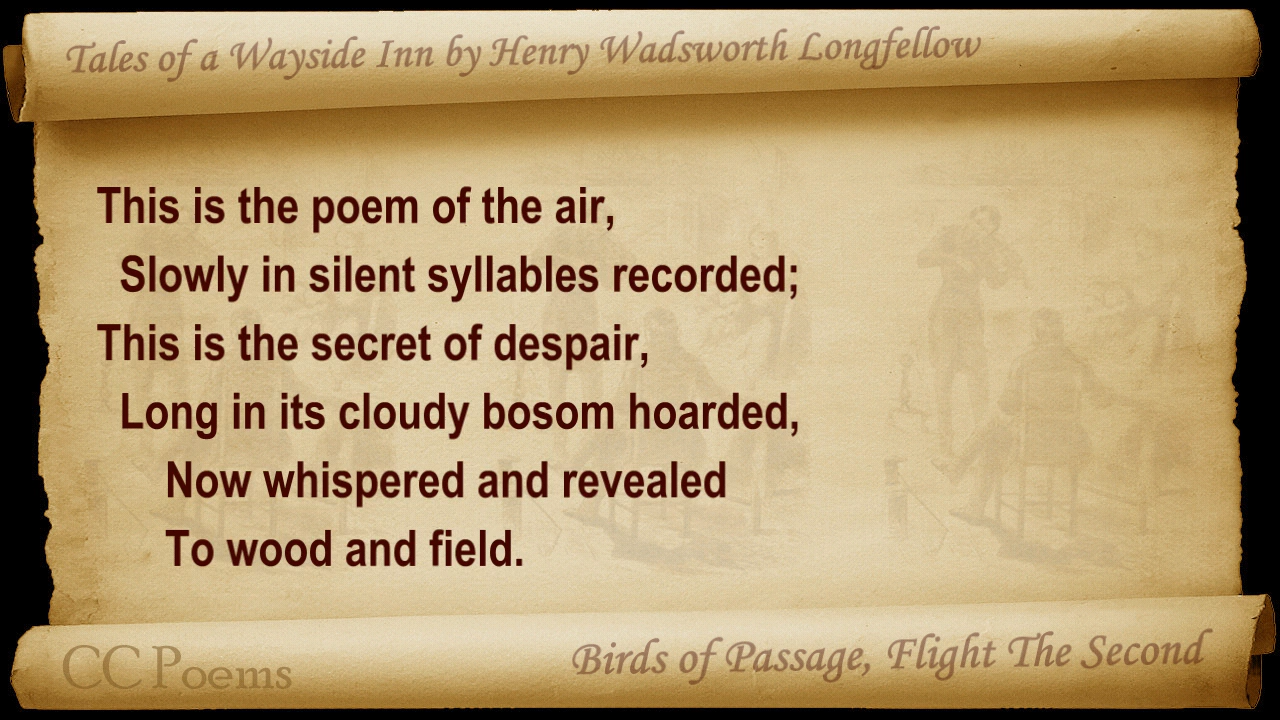 Tales of a Wayside Inn by Henry Wadsworth Longfellow
This is the poem of the air,
Slowly in silent syllables recorded;
This is the secret of despair,
Long in its cloudy bosom hoarded,
Now whispered and revealed
To wood and field.
CC Poems
Birds of Passage, Flight The Second